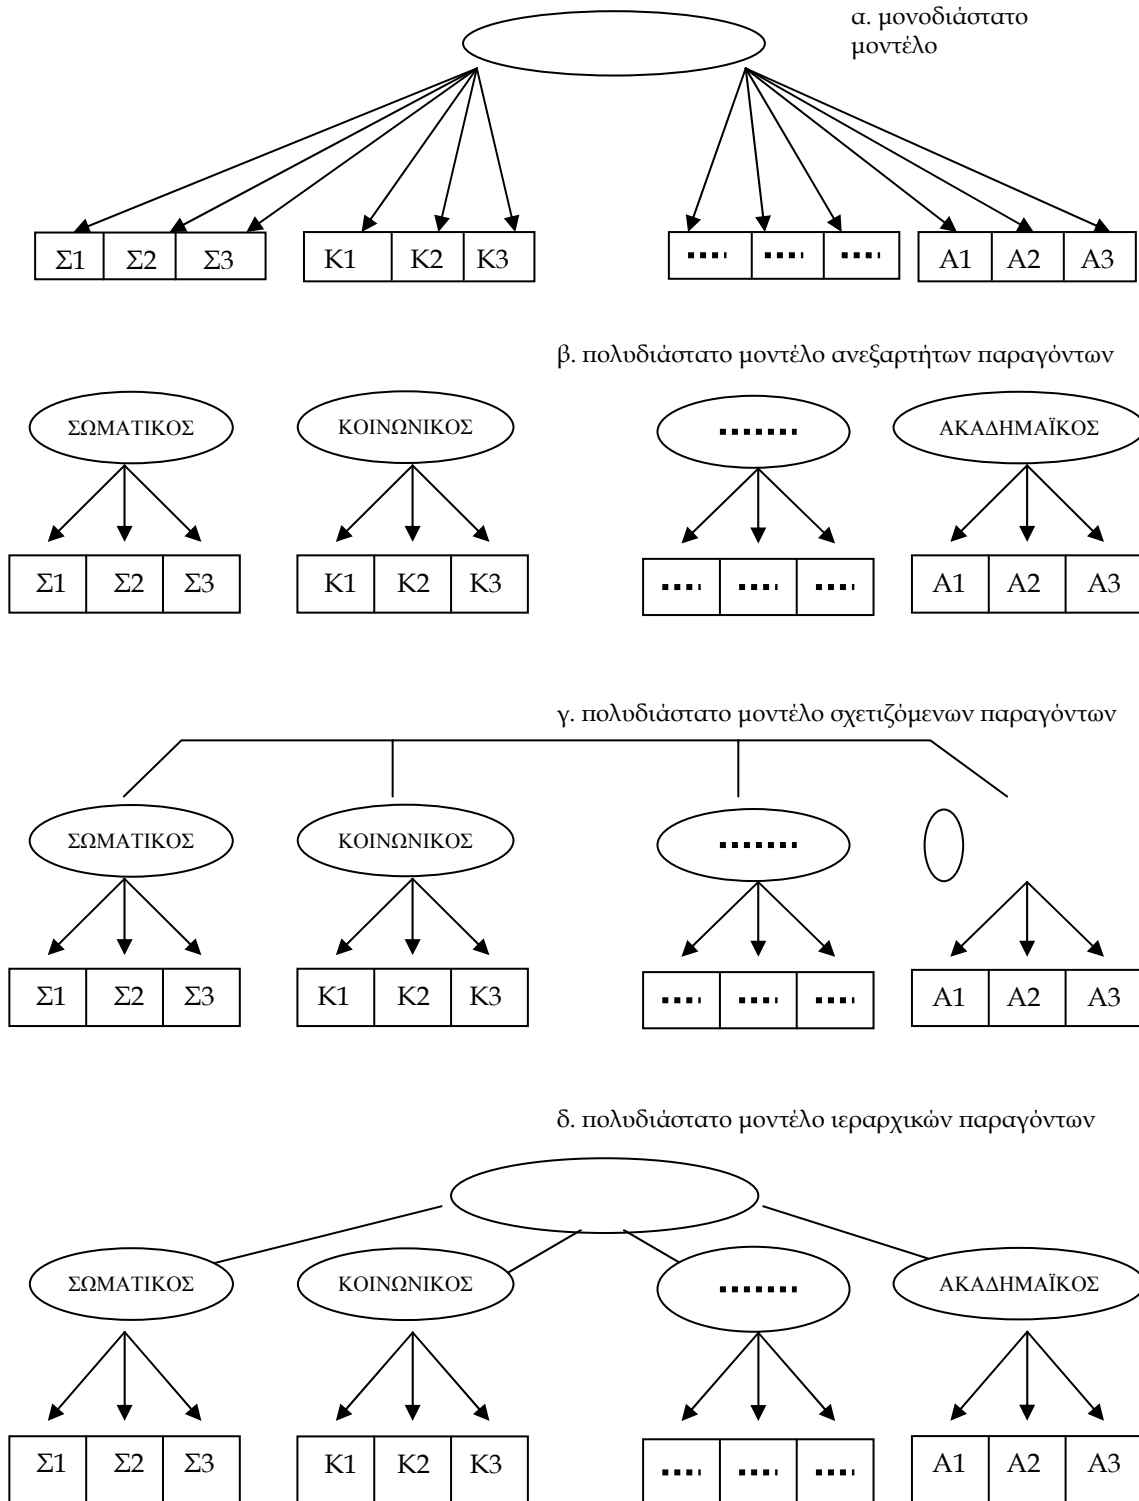 α. μονοδιάστατο
μοντέλο
Σ1 Σ2 Σ3 Κ1 Κ2 Κ3 ..... ..... ..... Α1 Α2 Α3
β. πολυδιάστατο μοντέλο ανεξαρτήτων παραγόντων
ΣΩΜΑΤΙΚΟΣ ΚΟΙΝΩΝΙΚΟΣ ....... ΑΚΑΔΗΜΑΪΚΟΣ
Σ1 Σ2 Σ3 Κ1 Κ2 Κ3 ..... ..... ..... Α1 Α2 Α3
γ. πολυδιάστατο μοντέλο σχετιζόμενων παραγόντων
ΣΩΜΑΤΙΚΟΣ ΚΟΙΝΩΝΙΚΟΣ .......
Σ1 Σ2 Σ3 Κ1 Κ2 Κ3 ..... ..... ..... Α1 Α2 Α3
δ. πολυδιάστατο μοντέλο ιεραρχικών παραγόντων
ΣΩΜΑΤΙΚΟΣ ΚΟΙΝΩΝΙΚΟΣ ....... ΑΚΑΔΗΜΑΪΚΟΣ
Σ1 Σ2 Σ3 Κ1 Κ2 Κ3 ..... ..... ..... Α1 Α2 Α3